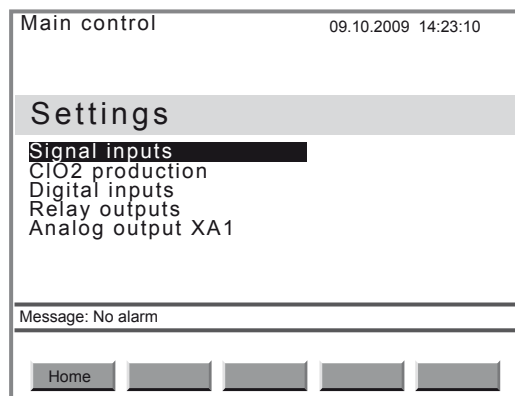 Main control 09.10.2009 14:23:10
Settings
Signal inputs
ClO2 production
Digital inputs
Relay outputs
Analog output XA1
Message: No alarm
Home